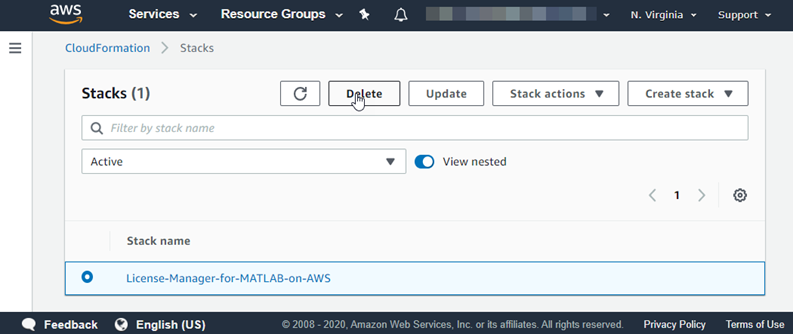 aws Services Resource Groups N. Virginia Support
CloudFormation Stacks
Stacks (1) Delete Update Stack actions Create stack
Filter by stack name
Active View nested
1
Stack name
License-Manager-for-MATLAB-on-AWS
Feedback English (US) © 2008 - 2020, Amazon Web Services, Inc. or its affiliates. All rights reserved. Privacy Policy Terms of Use